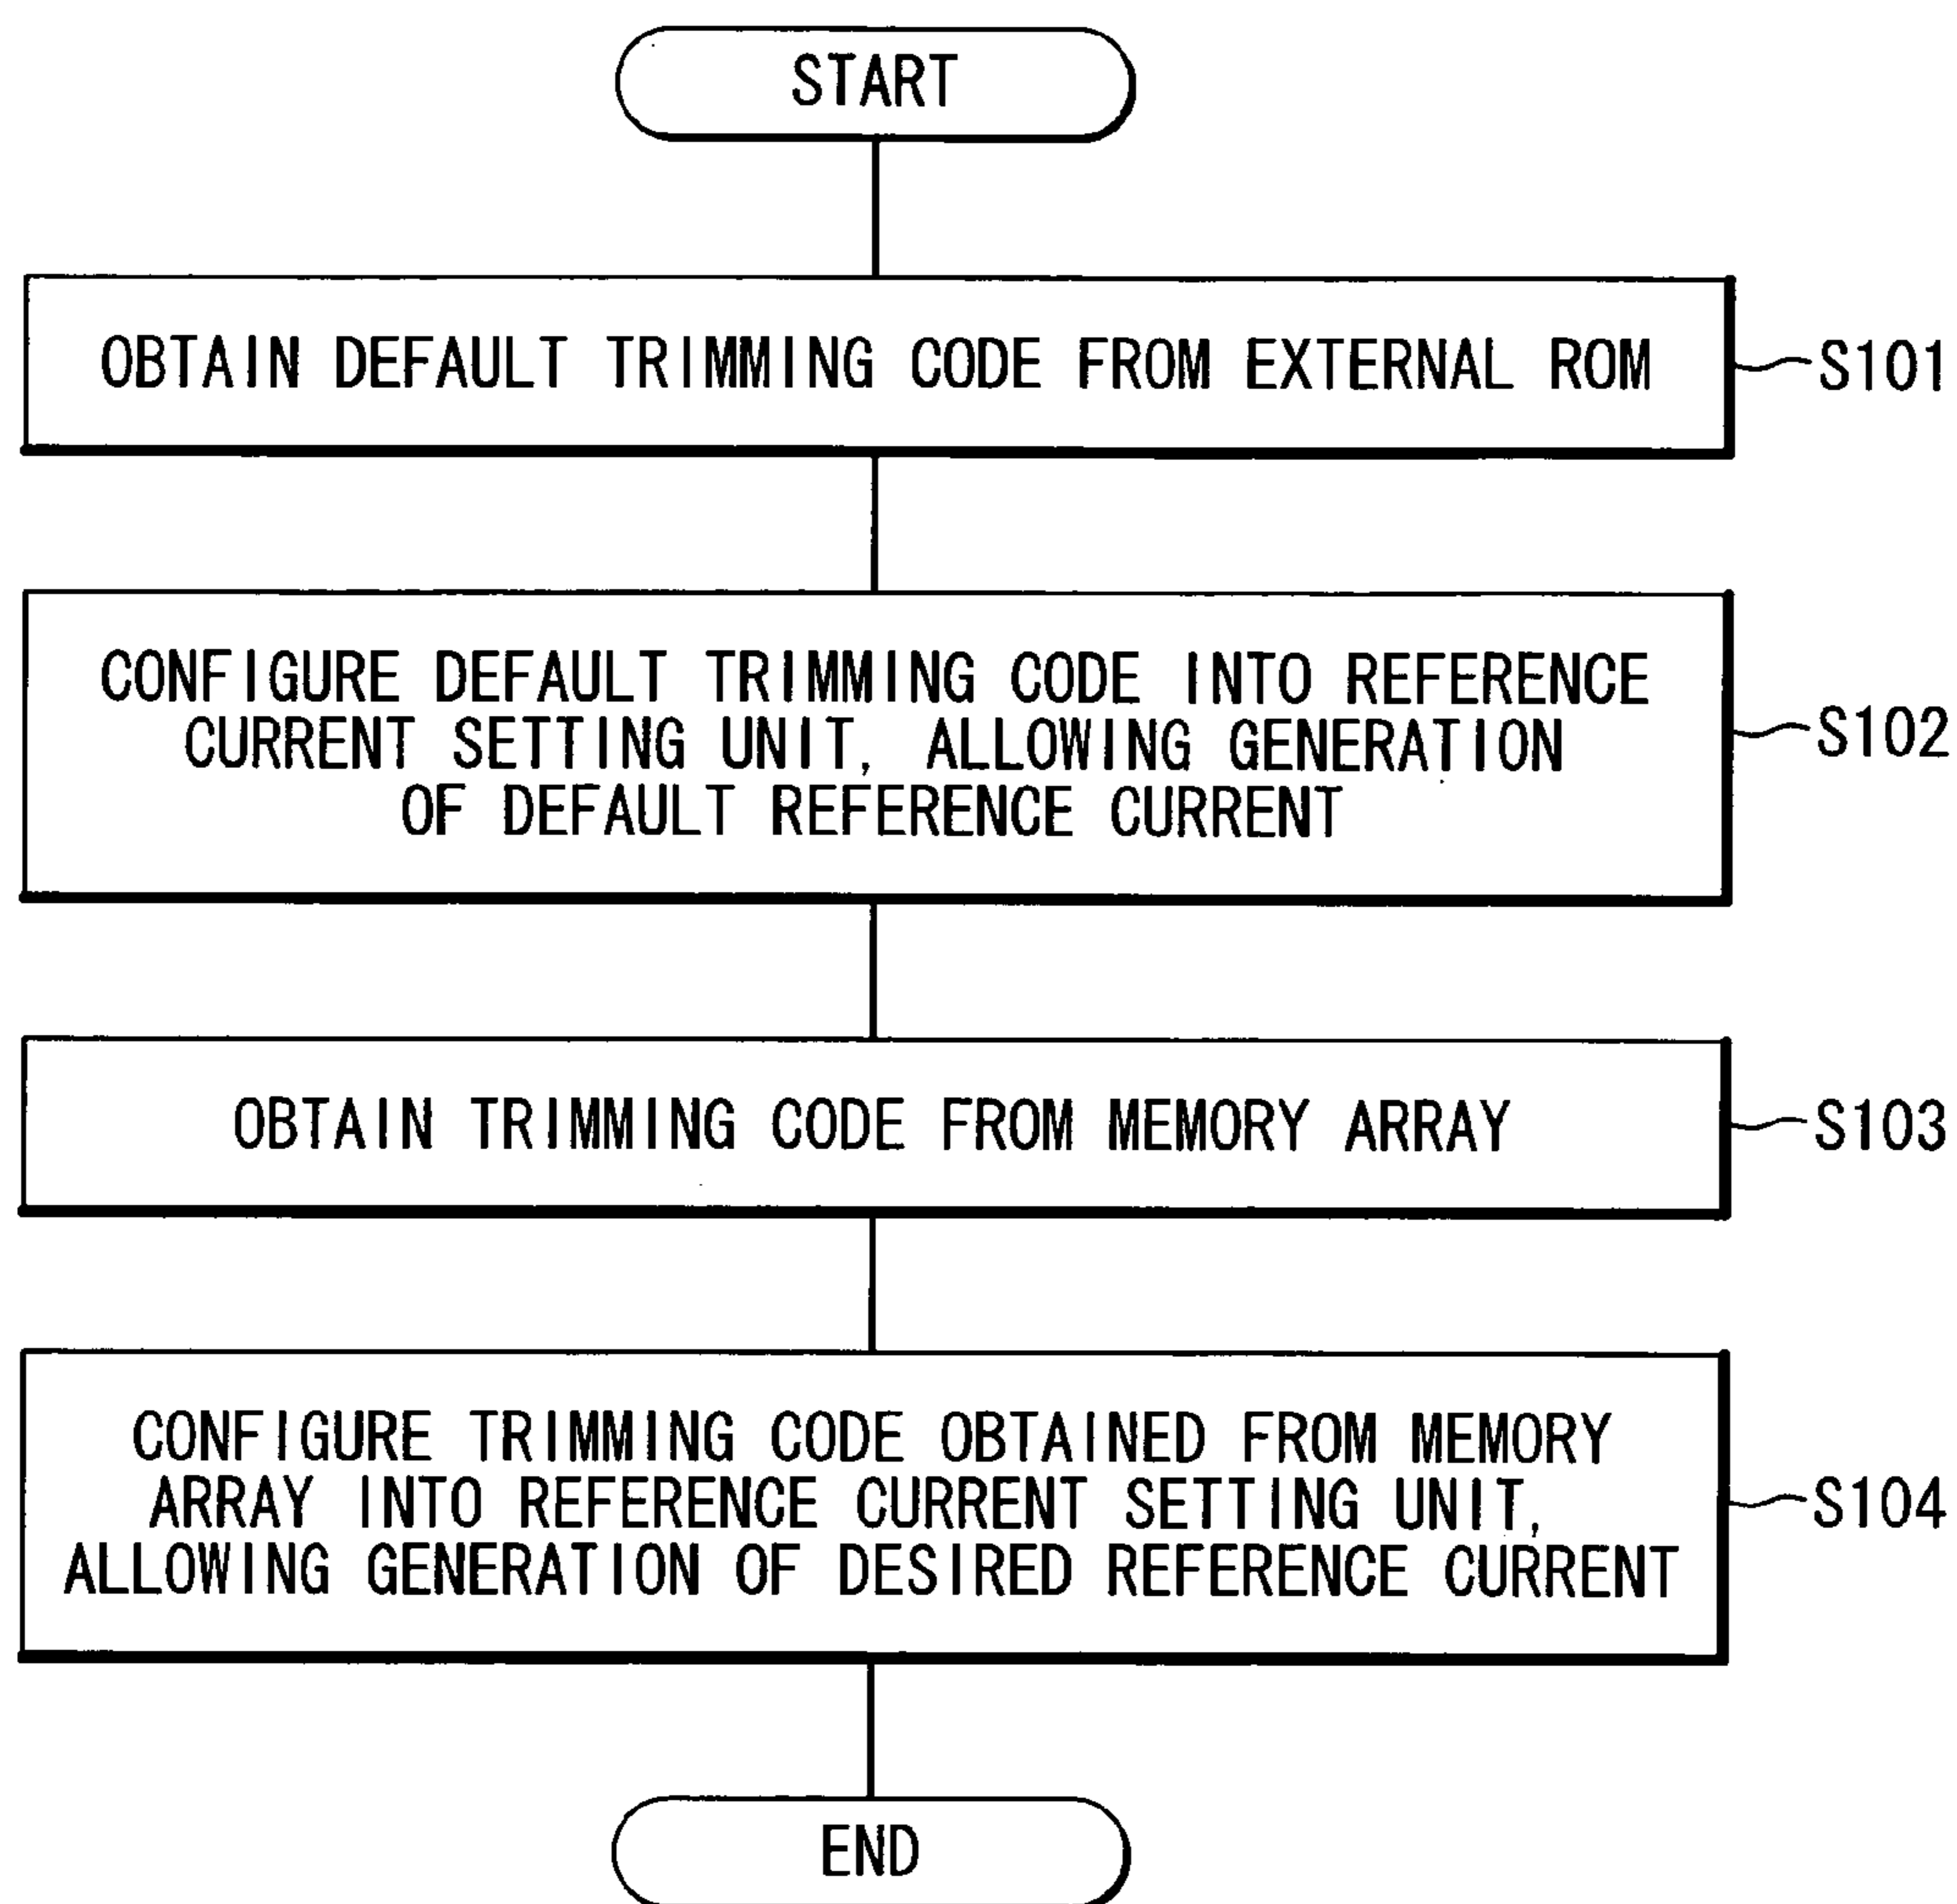 START
OBTAIN DEFAULT TRIMMING CODE FROM EXTERNAL ROM
S101
CONFIGURE DEFAULT TRIMMING CODE INTO REFERENCE
CURRENT SETTING UNIT, ALLOWING GENERATION
OF DEFAULT REFERENCE CURRENT
S102
OBTAIN TRIMMING CODE FROM MEMORY ARRAY
S103
CONFIGURE TRIMMING CODE OBTAINED FROM MEMORY
ARRAY INTO REFERENCE CURRENT SETTING UNIT,
ALLOWING GENERATION OF DESIRED REFERENCE CURRENT
S104
END